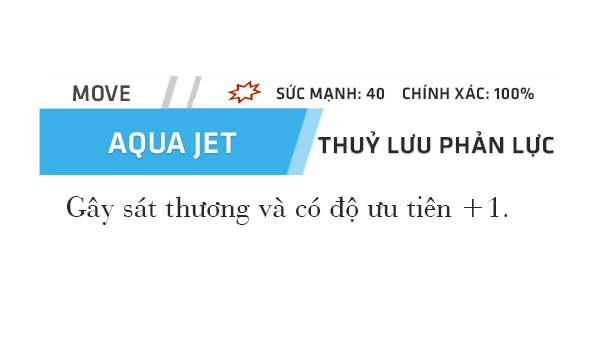 MOVE SỨC MẠNH: 40 CHÍNH XÁC: 100%
AQUA JET THUỶ LƯU PHẢN LỰC
Gây sát thương và có độ ưu tiên +1.